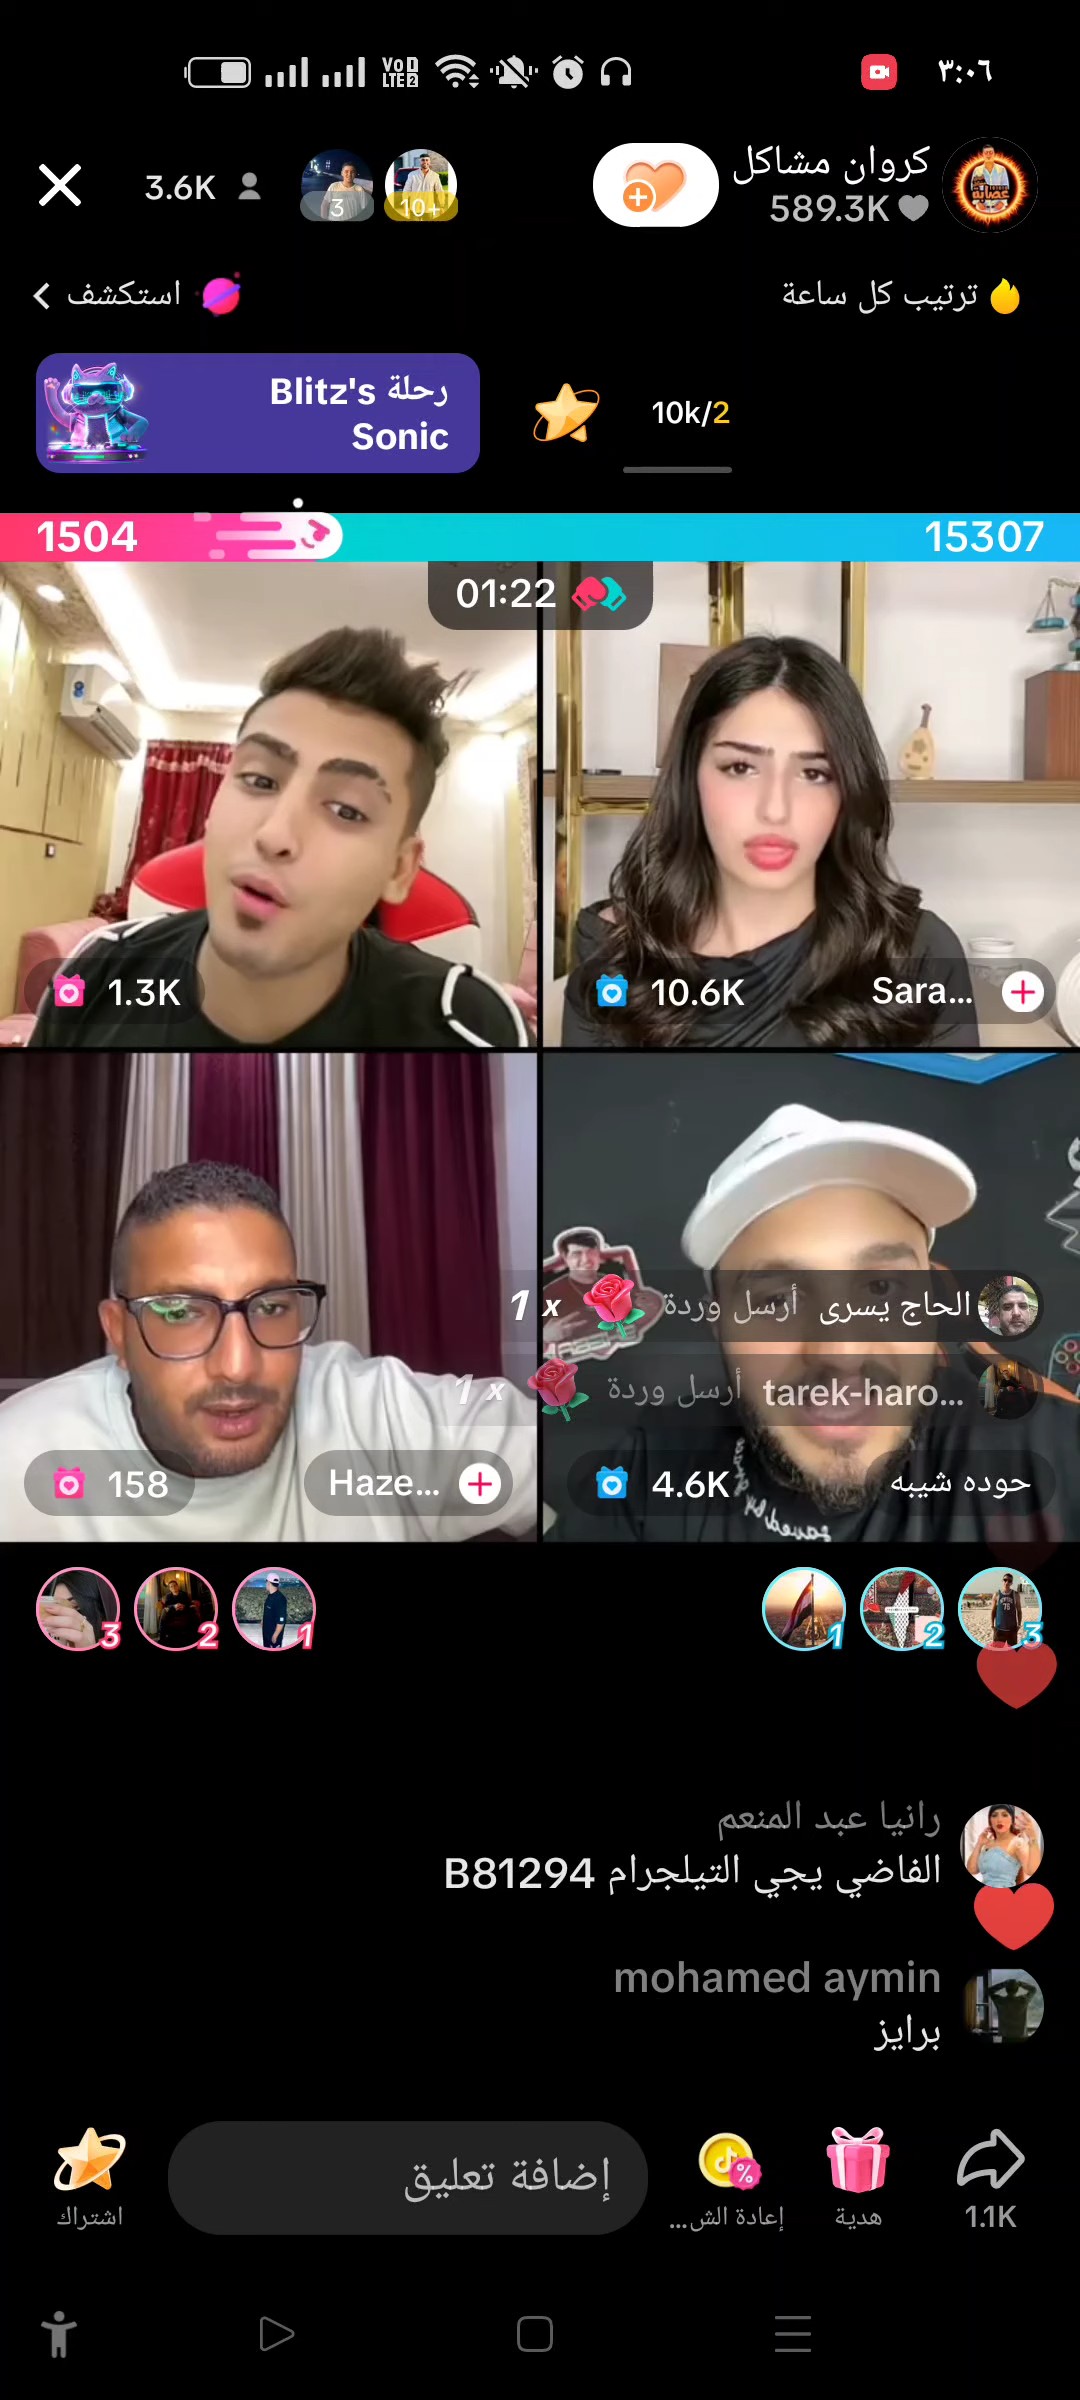 ٣:٠٦
VoD LTE2
كروان مشاكل
589.3K
10+
3
3.6K
ترتيب كل ساعة
استكشف
رحلة Blitz's
Sonic
10k/2
1504
15307
01:22
1.3K
10.6K
Sara...
الحاج يسرى أرسل وردة
1 x
tarek-haro... أرسل وردة
1 x
158
Haze...
4.6K
حوده شيبه
3
2
1
1
2
3
رانيا عبد المنعم
الفاضي يجي التيلجرام B81294
mohamed aymin
برايز
اشتراك
إضافة تعليق
إعادة الش...
هدية
1.1K